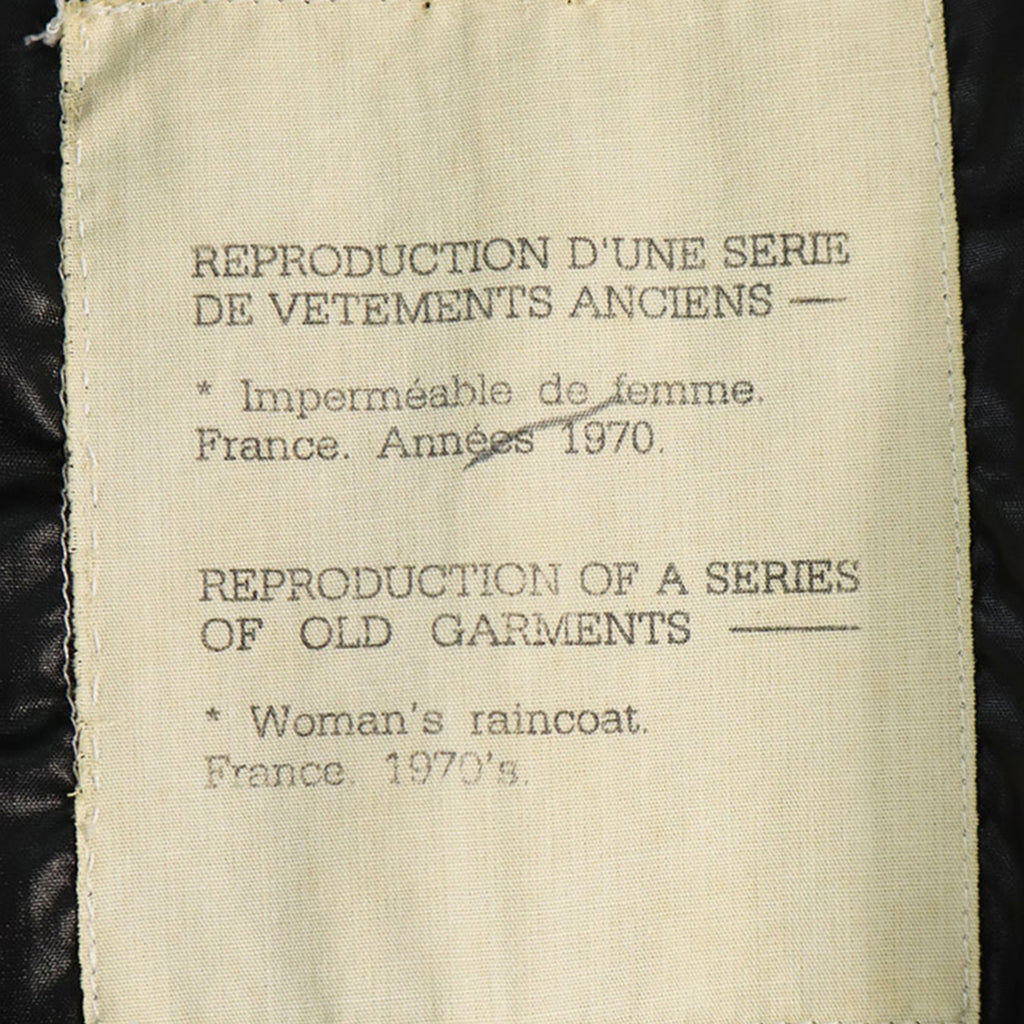 REPRODUCTION D'UNE SERIE
DE VETEMENTS ANCIENS —
* Imperméable de femme.
France. Années 1970.
REPRODUCTION OF A SERIES
OF OLD GARMENTS —
* Woman's raincoat.
France. 1970's.